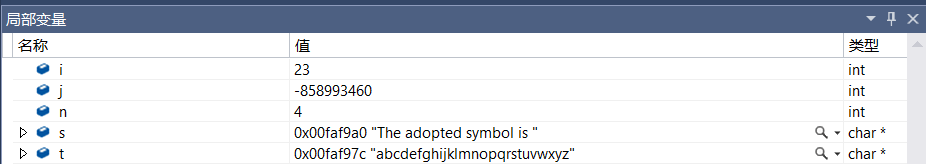 局部变量
名称 值 类型
i 23 int
j -858993460 int
n 4 int
s 0x00faf9a0 "The adopted symbol is " char *
t 0x00faf97c "abcdefghijklmnopqrstuvwxyz" char *